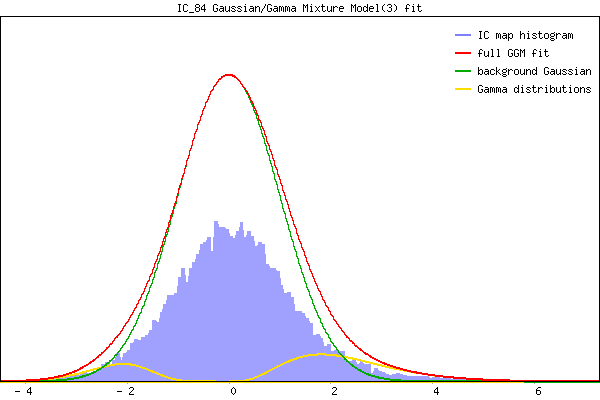 IC_84 Gaussian/Gamma Mixture Model(3) fit
IC map histogram
full GGM fit
background Gaussian
Gamma distributions
-4 -2 0 2 4 6